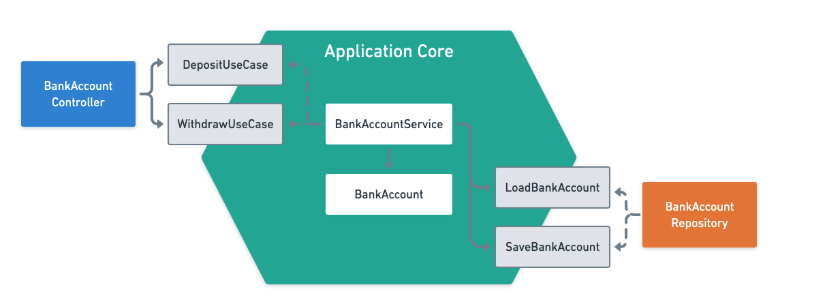 Application Core
BankAccount
Controller
DepositUseCase
WithdrawUseCase
BankAccountService
BankAccount
LoadBankAccount
SaveBankAccount
BankAccount
Repository